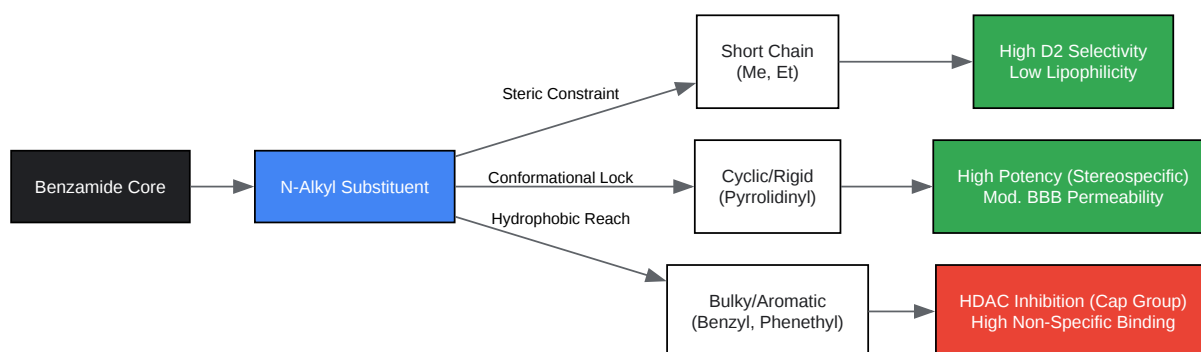 Benzamide Core
N-Alkyl Substituent
Steric Constraint
Conformational Lock
Hydrophobic Reach
Short Chain
(Me, Et)
Cyclic/Rigid
(Pyrrolidinyl)
Bulky/Aromatic
(Benzyl, Phenethyl)
High D2 Selectivity
Low Lipophilicity
High Potency (Stereospecific)
Mod. BBB Permeability
HDAC Inhibition (Cap Group)
High Non-Specific Binding